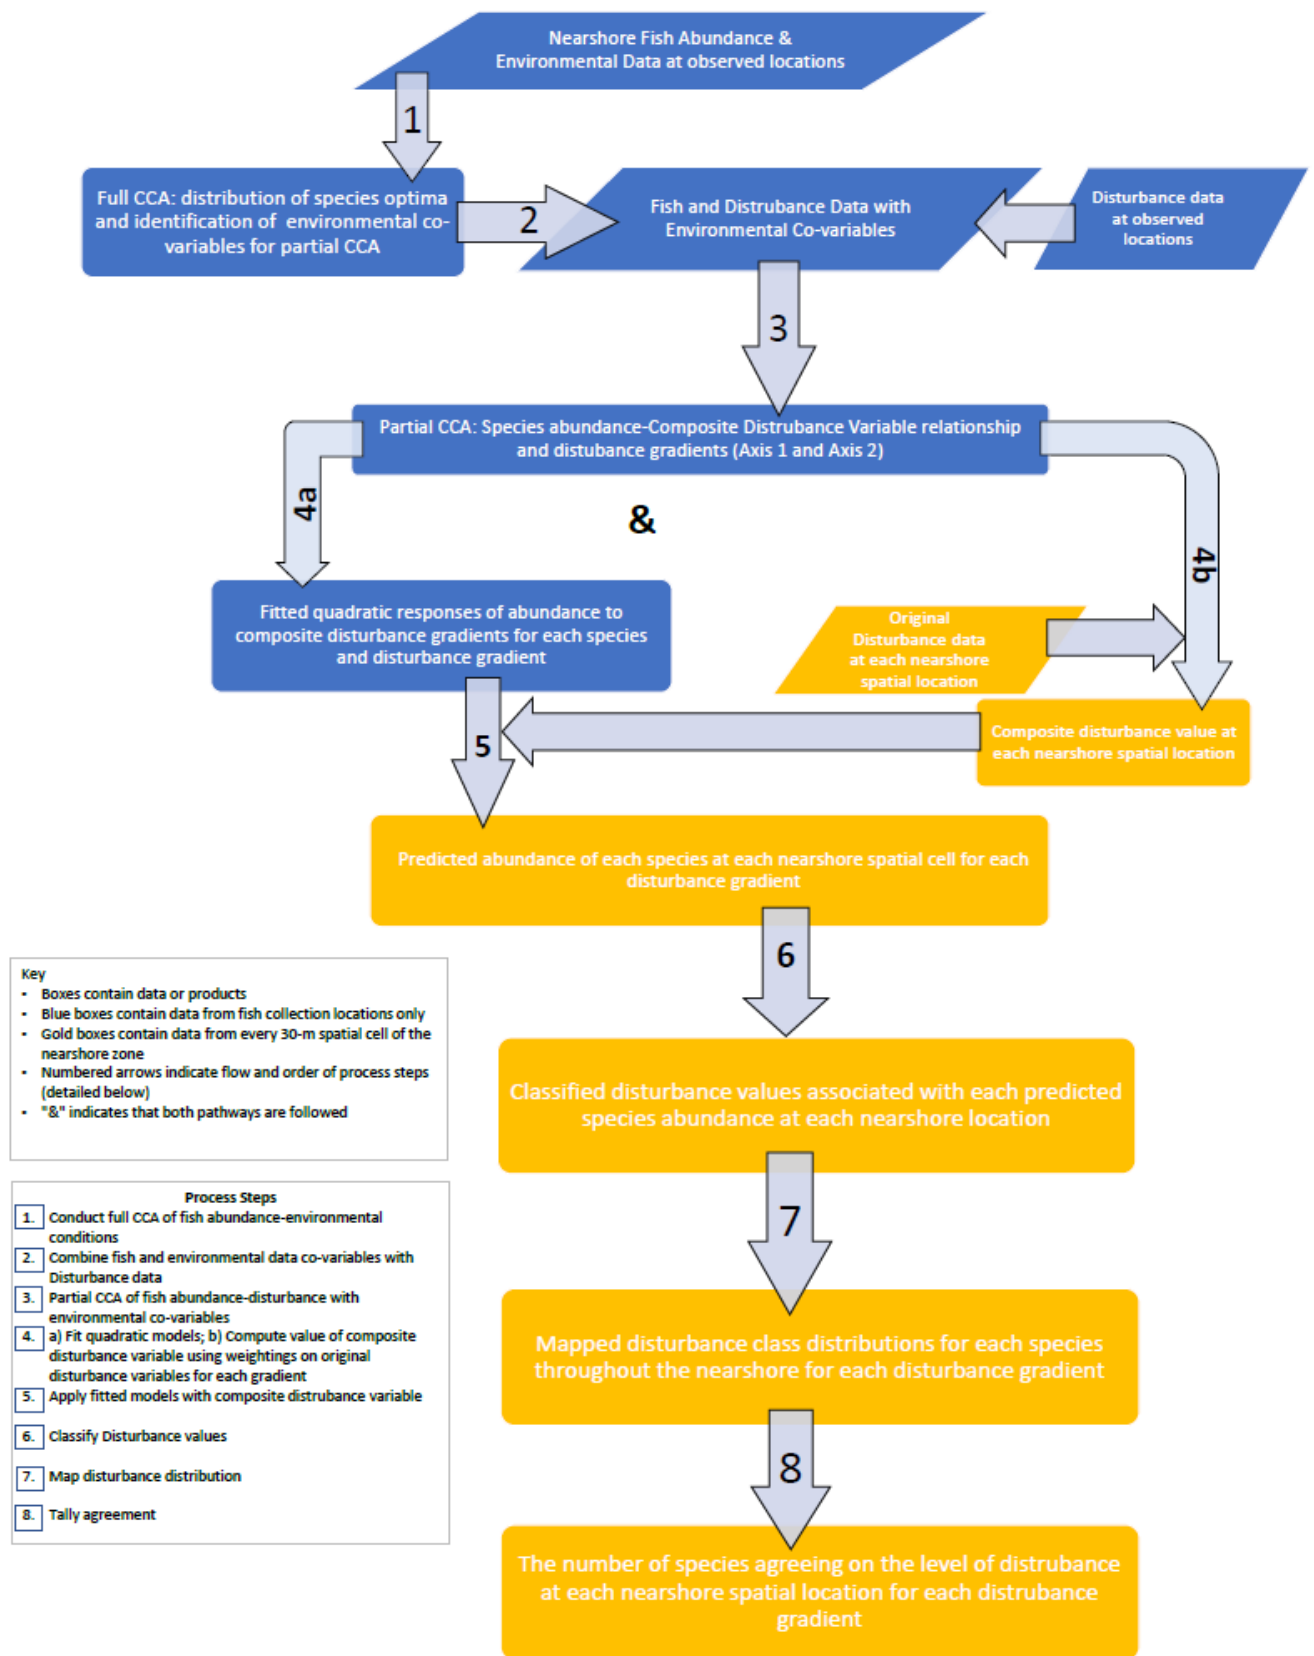 Nearshore Fish Abundance &
Environmental Data at observed locations
1
Full CCA: distribution of species optima
and identification of environmental co-
variables for partial CCA
2
Fish and Distrubance Data with
Environmental Co-variables
Disturbance data
at observed
locations
3
Partial CCA: Species abundance-Composite Distrubance Variable relationship
and distubance gradients (Axis 1 and Axis 2)
4a
&
4b
Fitted quadratic responses of abundance to
composite disturbance gradients for each species
and disturbance gradient
Original
Disturbance data
at each nearshore
spatial location
Composite disturbance value at
each nearshore spatial location
5
Predicted abundance of each species at each nearshore spatial cell for each
disturbance gradient
6
Key
• Boxes contain data or products
• Blue boxes contain data from fish collection locations only
• Gold boxes contain data from every 30-m spatial cell of the
nearshore zone
• Numbered arrows indicate flow and order of process steps
(detailed below)
• "&" indicates that both pathways are followed
Classified disturbance values associated with each predicted
species abundance at each nearshore location
7
Process Steps
1. Conduct full CCA of fish abundance-environmental
conditions
2. Combine fish and environmental data co-variables with
Disturbance data
3. Partial CCA of fish abundance-disturbance with
environmental co-variables
4. a) Fit quadratic models; b) Compute value of composite
disturbance variable using weightings on original
disturbance variables for each gradient
5. Apply fitted models with composite distrubance variable
6. Classify Disturbance values
7. Map disturbance distribution
8. Tally agreement
Mapped disturbance class distributions for each species
throughout the nearshore for each disturbance gradient
8
The number of species agreeing on the level of distrubance
at each nearshore spatial location for each distrubance
gradient